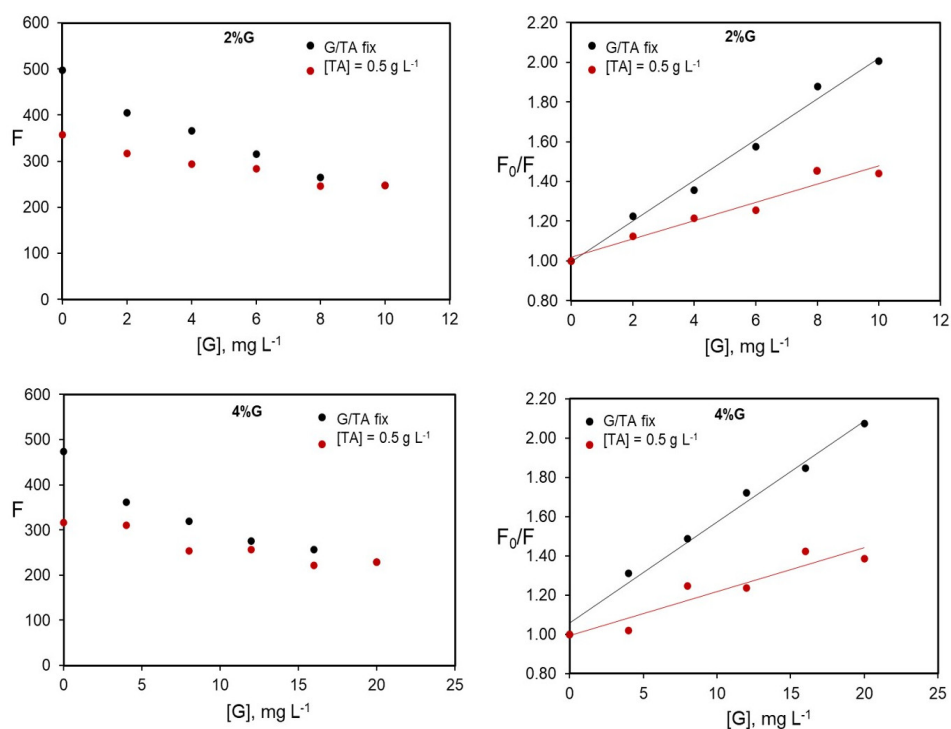 600
500
400
F
300
200
100
0
0 2 4 6 8 10 12
[G], mg L⁻¹
2%G
G/TA fix
[TA] = 0.5 g L⁻¹
2.20
2.00
1.80
F₀/F
1.60
1.40
1.20
1.00
0.80
0 2 4 6 8 10 12
[G], mg L⁻¹
2%G
G/TA fix
[TA] = 0.5 g L⁻¹
600
500
400
F
300
200
100
0
0 5 10 15 20 25
[G], mg L⁻¹
4%G
G/TA fix
[TA] = 0.5 g L⁻¹
2.20
2.00
1.80
F₀/F
1.60
1.40
1.20
1.00
0.80
0 5 10 15 20 25
[G], mg L⁻¹
4%G
G/TA fix
[TA] = 0.5 g L⁻¹